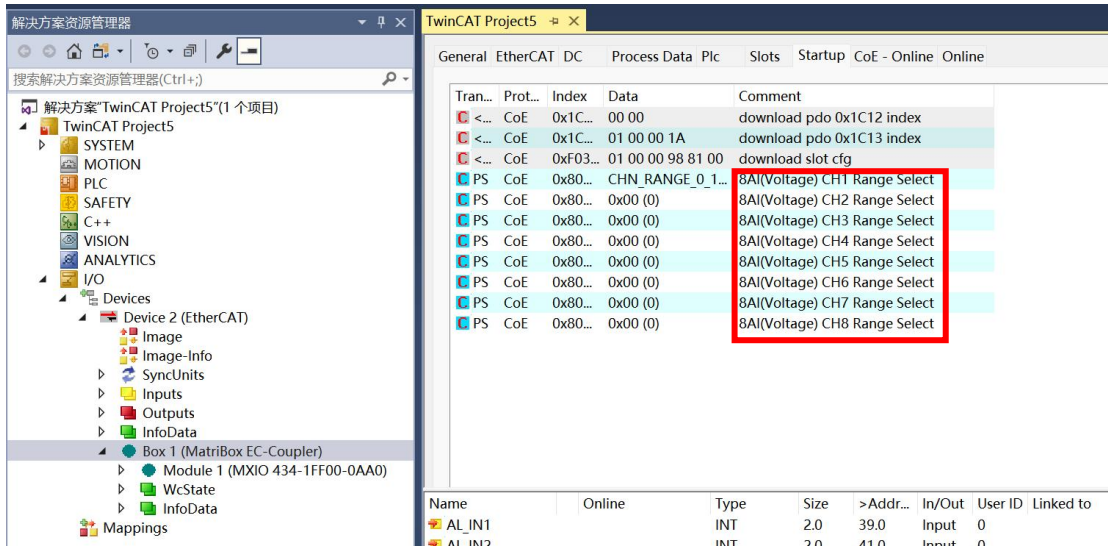 解决方案资源管理器
搜索解决方案资源管理器(Ctrl+;)
解决方案"TwinCAT Project5"(1 个项目)
TwinCAT Project5
SYSTEM
MOTION
PLC
SAFETY
C++
VISION
ANALYTICS
I/O
Devices
Device 2 (EtherCAT)
Image
Image-Info
SyncUnits
Inputs
Outputs
InfoData
Box 1 (MatriBox EC-Coupler)
Module 1 (MXIO 434-1FF00-0AA0)
WcState
InfoData
Mappings
TwinCAT Project5
General EtherCAT DC Process Data Plc Slots Startup CoE - Online Online
Tran... Prot... Index Data Comment
C <... CoE 0x1C... 00 00 download pdo 0x1C12 index
C <... CoE 0x1C... 01 00 00 1A download pdo 0x1C13 index
C <... CoE 0xF03... 01 00 00 98 81 00 download slot cfg
C PS CoE 0x80... CHN_RANGE_0_1... 8AI(Voltage) CH1 Range Select
C PS CoE 0x80... 0x00 (0) 8AI(Voltage) CH2 Range Select
C PS CoE 0x80... 0x00 (0) 8AI(Voltage) CH3 Range Select
C PS CoE 0x80... 0x00 (0) 8AI(Voltage) CH4 Range Select
C PS CoE 0x80... 0x00 (0) 8AI(Voltage) CH5 Range Select
C PS CoE 0x80... 0x00 (0) 8AI(Voltage) CH6 Range Select
C PS CoE 0x80... 0x00 (0) 8AI(Voltage) CH7 Range Select
C PS CoE 0x80... 0x00 (0) 8AI(Voltage) CH8 Range Select
Name Online Type Size >Addr... In/Out User ID Linked to
AL_IN1 INT 2.0 39.0 Input 0
AL_IN2 INT 2.0 41.0 Input 0